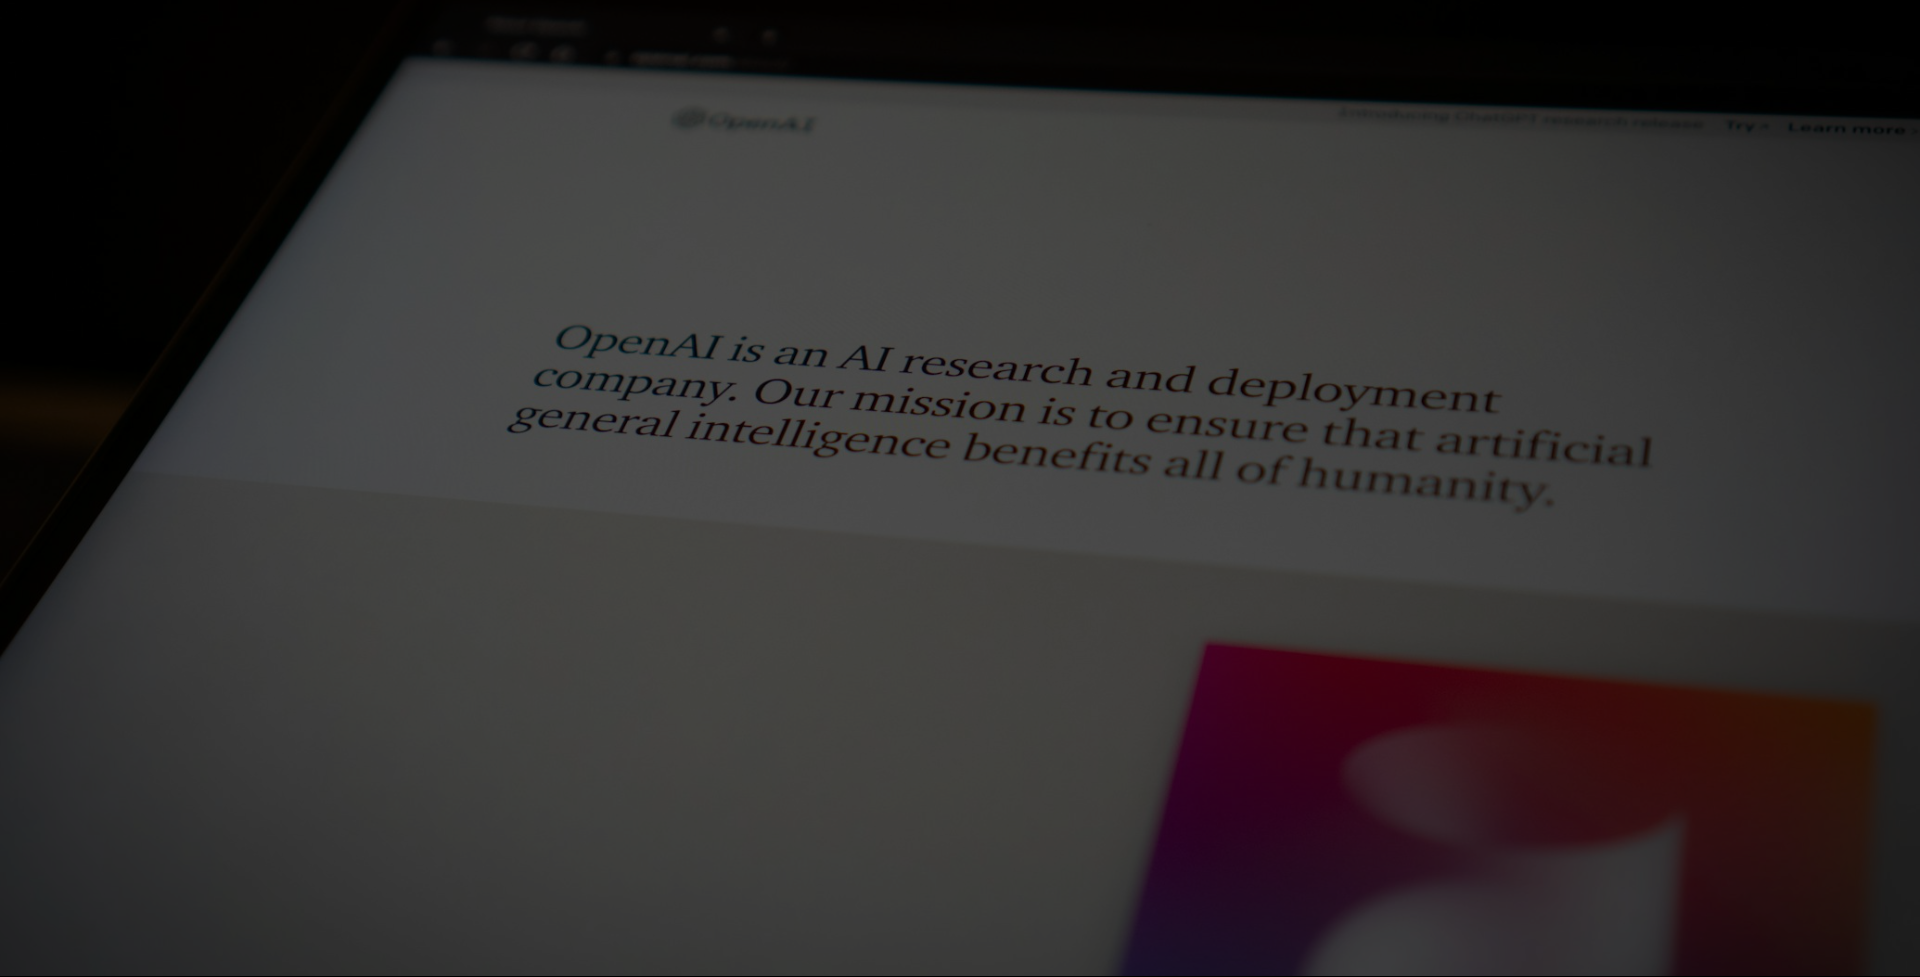 OpenAI
Introducing ChatGPT research release Try > Learn more >
OpenAI is an AI research and deployment
company. Our mission is to ensure that artificial
general intelligence benefits all of humanity.